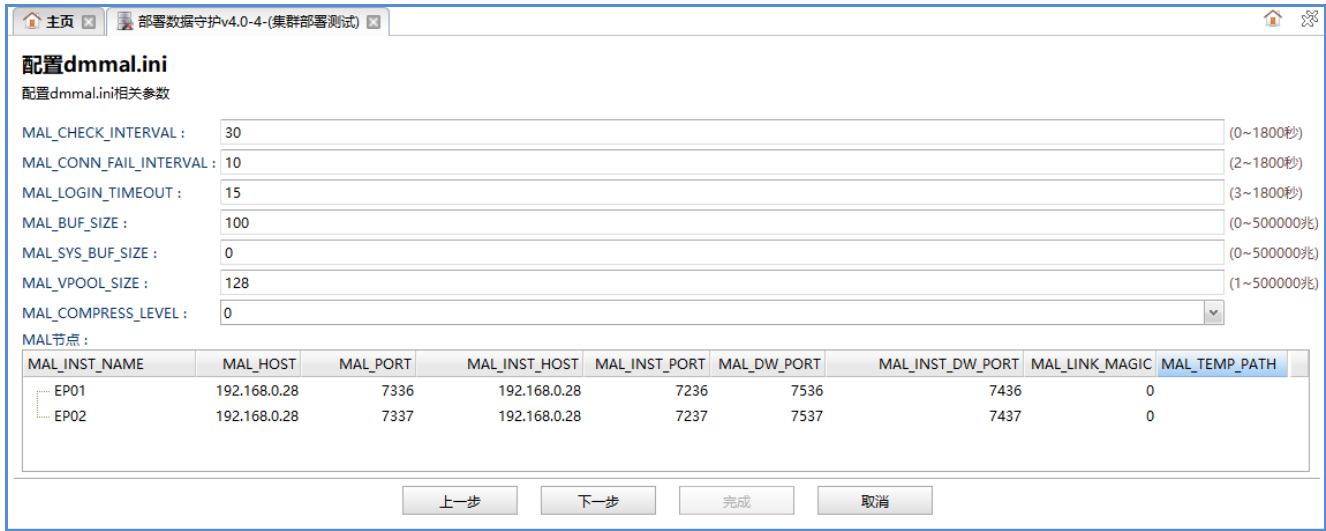 主页 部署数据守护v4.0-4-(集群部署测试)
配置dmmal.ini
配置dmmal.ini相关参数
MAL_CHECK_INTERVAL : 30 (0~1800秒)
MAL_CONN_FAIL_INTERVAL : 10 (2~1800秒)
MAL_LOGIN_TIMEOUT : 15 (3~1800秒)
MAL_BUF_SIZE : 100 (0~500000兆)
MAL_SYS_BUF_SIZE : 0 (0~500000兆)
MAL_VPOOL_SIZE : 128 (1~500000兆)
MAL_COMPRESS_LEVEL : 0
MAL节点 :
MAL_INST_NAME MAL_HOST MAL_PORT MAL_INST_HOST MAL_INST_PORT MAL_DW_PORT MAL_INST_DW_PORT MAL_LINK_MAGIC MAL_TEMP_PATH
EP01 192.168.0.28 7336 192.168.0.28 7236 7536 7436 0
EP02 192.168.0.28 7337 192.168.0.28 7237 7537 7437 0
上一步 下一步 完成 取消